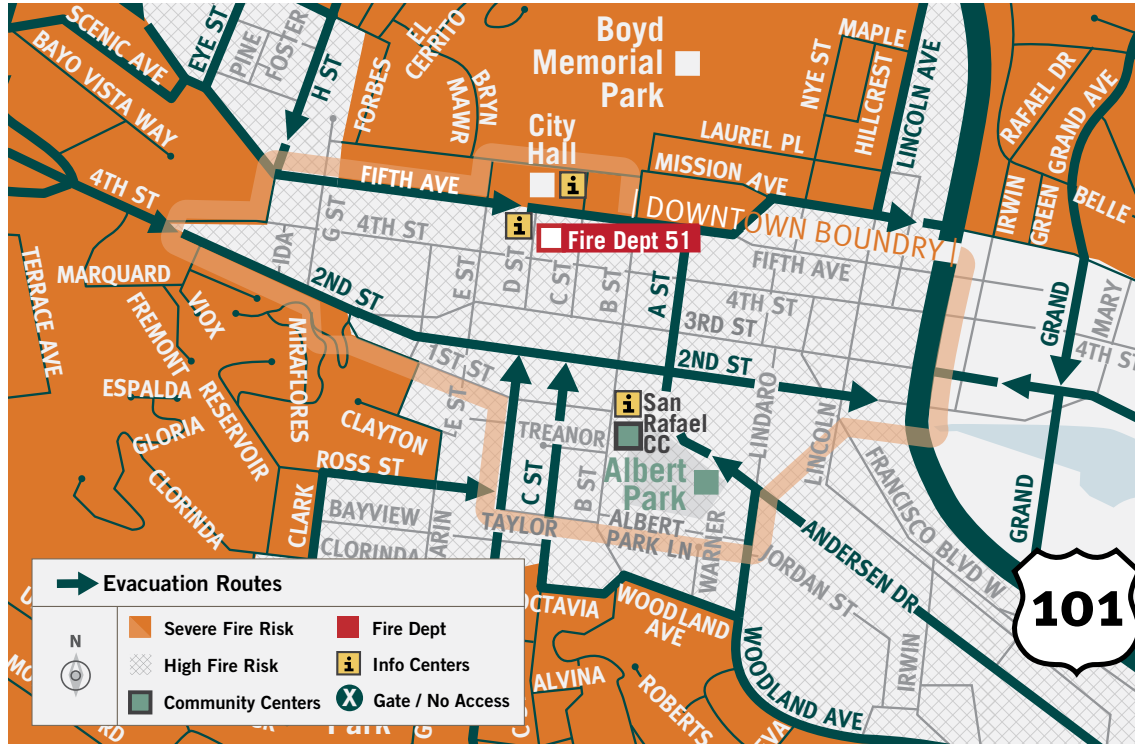 SCENIC AVE
BAYO VISTA WAY
EYE ST
PINE
FOSTER
H ST
FORBES
EL
CERRITO
BRYN
MAWR
Boyd
Memorial
Park
City
Hall
NYE ST
MAPLE
HILLCREST
LINCOLN AVE
RAFAEL DR
GRAND AVE
LAUREL PL
MISSION AVE
IRWIN
GREEN
BELLE
4TH ST
FIFTH AVE
i
i
DOWNTOWN BOUNDRY
Fire Dept 51
IDA
G ST
4TH ST
E ST
D ST
C ST
B ST
A ST
FIFTH AVE
4TH ST
3RD ST
2ND ST
GRAND
MARY
4TH ST
TERRACE AVE
MARQUARD
FREMONT
VIOX
MIRAFLORES
2ND ST
1ST ST
E ST
ESPALDA
GLORIA
RESERVOIR
CLAYTON
ROSS ST
CLORINDA
CLARK
BAYVIEW
CLORINDA
ARIN
TREANOR
C ST
B ST
TAYLOR
i
San
Rafael
CC
Albert
Park
ALBERT
PARK LN
WARNER
LINDARO
LINCOLN
FRANCISCO BLVD W
GRAND
ANDERSEN DR
JORDAN ST
IRWIN
101
WOODLAND
AVE
WOODLAND AVE
OCTAVIA
ALVINA
ROBERTS
Evacuation Routes
N
Severe Fire Risk
High Fire Risk
Community Centers
Fire Dept
i
Info Centers
X
Gate / No Access
Park